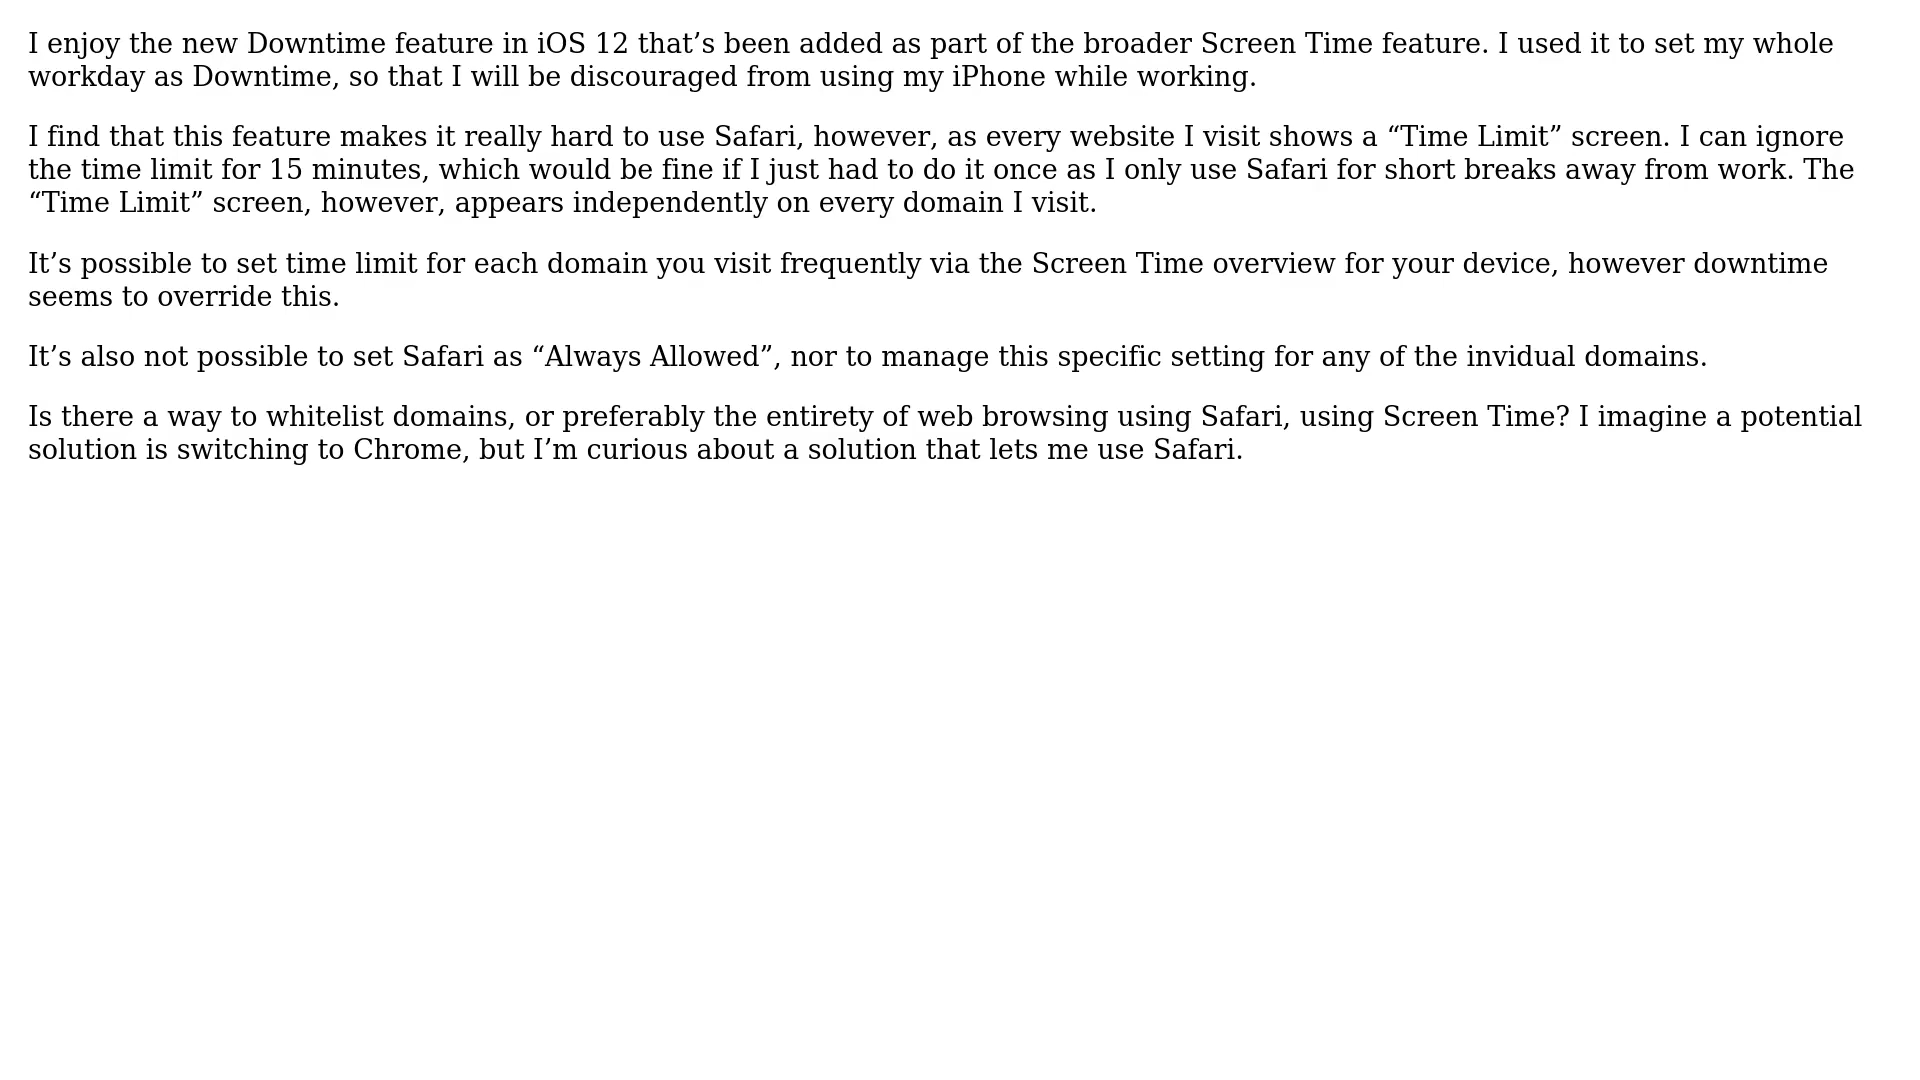 I enjoy the new Downtime feature in iOS 12 that’s been added as part of the broader Screen Time feature. I used it to set my whole
workday as Downtime, so that I will be discouraged from using my iPhone while working.
I find that this feature makes it really hard to use Safari, however, as every website I visit shows a “Time Limit” screen. I can ignore
the time limit for 15 minutes, which would be fine if I just had to do it once as I only use Safari for short breaks away from work. The
“Time Limit” screen, however, appears independently on every domain I visit.
It’s possible to set time limit for each domain you visit frequently via the Screen Time overview for your device, however downtime
seems to override this.
It’s also not possible to set Safari as “Always Allowed”, nor to manage this specific setting for any of the invidual domains.
Is there a way to whitelist domains, or preferably the entirety of web browsing using Safari, using Screen Time? I imagine a potential
solution is switching to Chrome, but I’m curious about a solution that lets me use Safari.